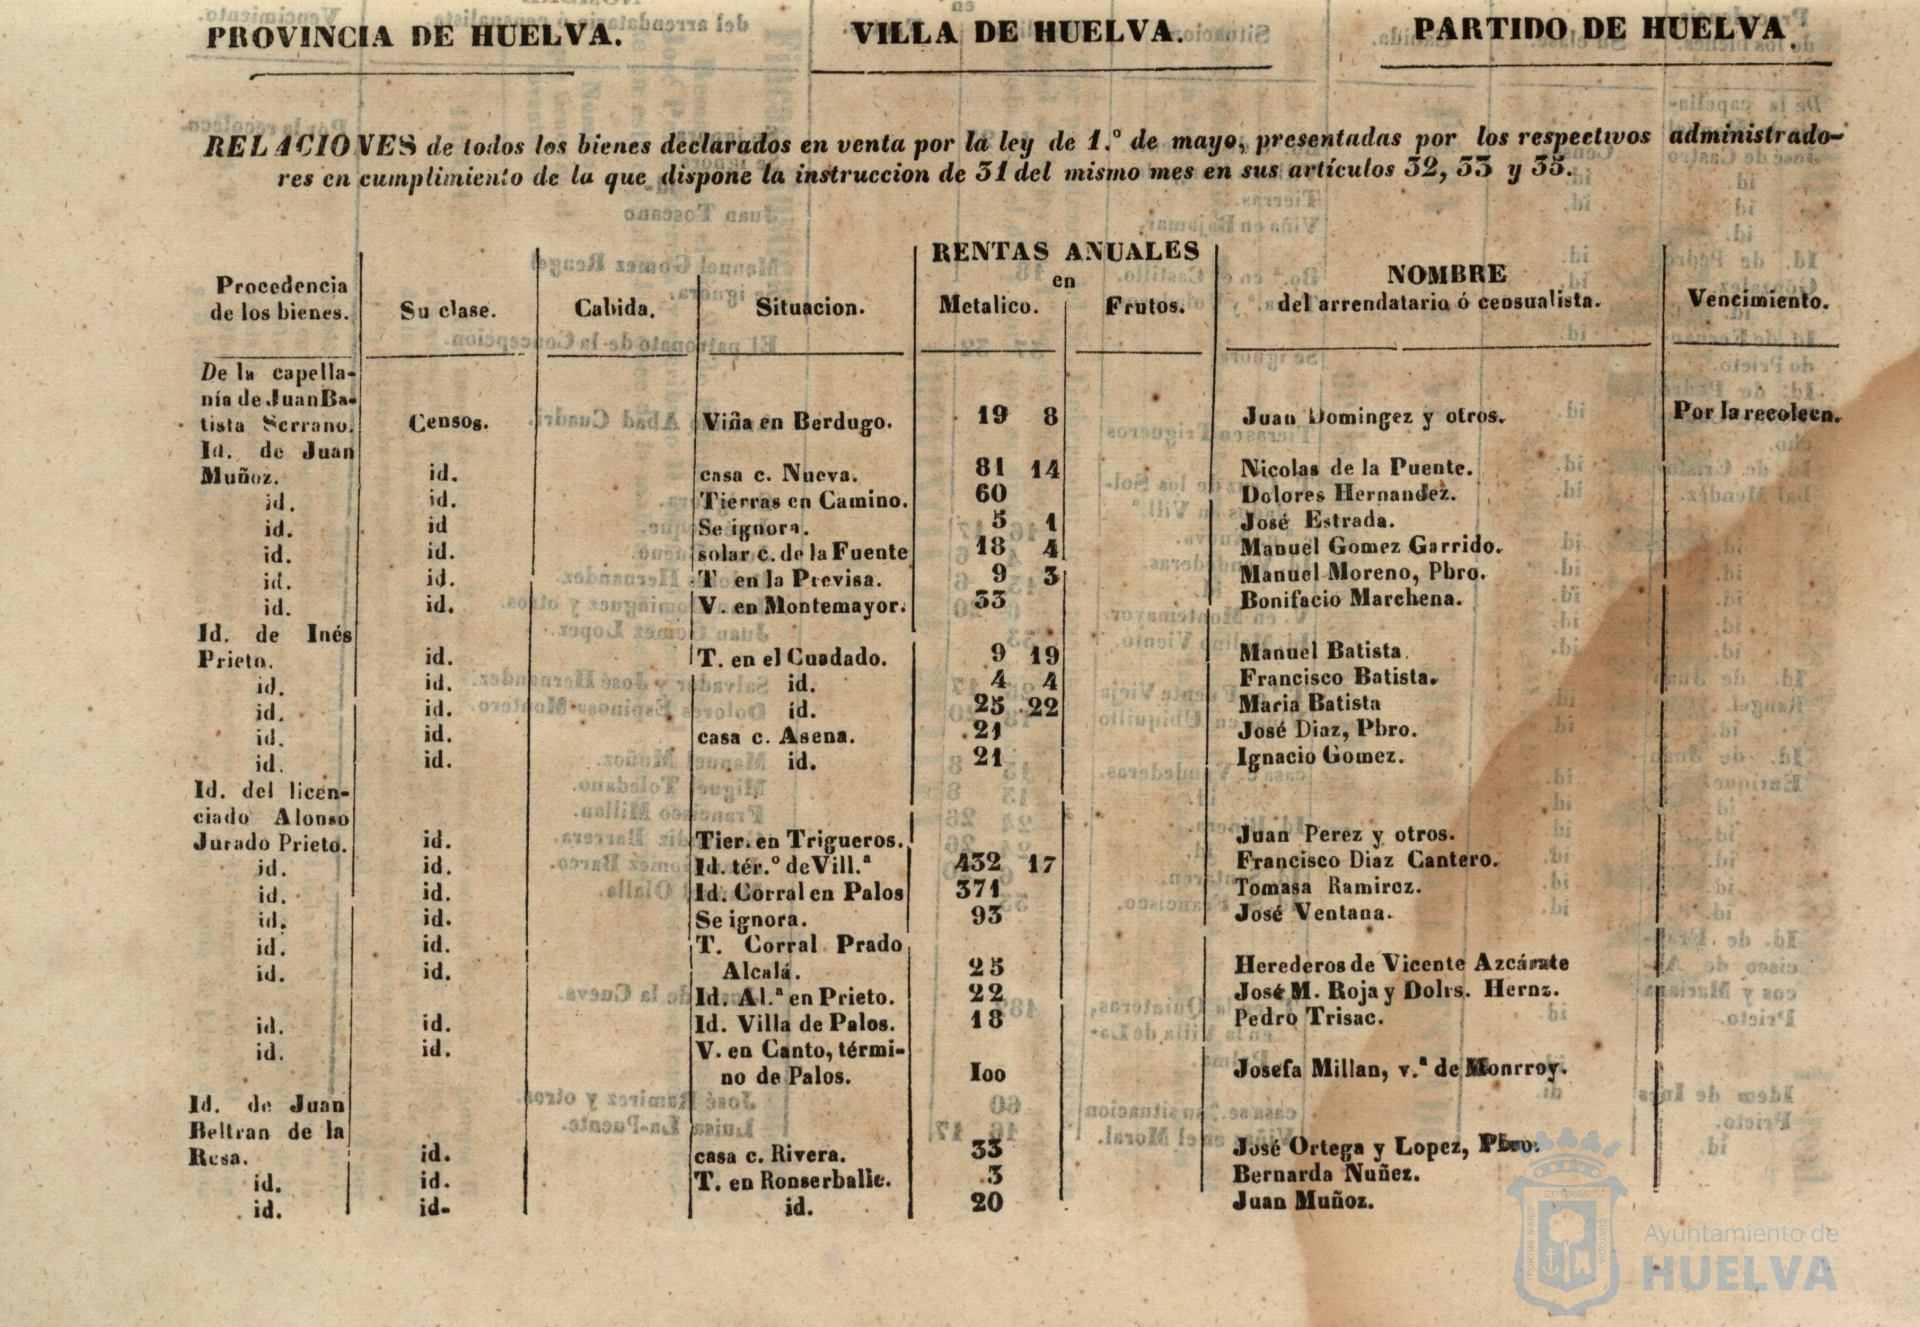 PROVINCIA DE HUELVA. VILLA DE HUELVA. PARTIDO DE HUELVA.
RELACIONES de todos los bienes declarados en venta por la ley de 1.º de mayo, presentadas por los respectivos administrado-
res en cumplimiento de la que dispone la instruccion de 31 del mismo mes en sus artículos 32, 33 y 35.
RENTAS ANUALES
en
Procedencia de los bienes. Su clase. Cabida. Situacion. Metalico. Frutos. NOMBRE del arrendatario ó censualista. Vencimiento.
De la capella-
nía de Juan Ba-
tista Serrano. Censos. Viña en Berdugo. 19 8 Juan Domingez y otros. Por la recolecn.
Id. de Juan
Muñoz. id. casa c. Nueva. 81 14 Nicolas de la Puente.
id. id. Tierras en Camino. 60 Dolores Hernandez.
id. id Se ignora. 5 1 José Estrada.
id. id. solar c. de la Fuente 18 4 Manuel Gomez Garrido.
id. id. T en la Previsa. 9 3 Manuel Moreno, Pbro.
id. id. V. en Montemayor. 33 Bonifacio Marchena.
Id. de Inés
Prieto. id. T. en el Cuadado. 9 19 Manuel Batista.
id. id. id. 4 4 Francisco Batista.
id. id. id. 25 22 Maria Batista
id. id. casa c. Asena. 21 José Diaz, Pbro.
id. id. id. 21 Ignacio Gomez.
Id. del licen-
ciado Alonso
Jurado Prieto. id. Tier. en Trigueros. Juan Perez y otros.
id. id. Id. tér.º de Vill.ª 432 17 Francisco Diaz Cantero.
id. id. Id. Corral en Palos 371 Tomasa Ramirez.
id. id. Se ignora. 93 José Ventana.
id. id. T. Corral Prado
id. id. Alcalá. 25 Herederos de Vicente Azcárate
Id. Al.ª en Prieto. 22 José M. Roja y Dolrs. Hernz.
id. id. Id. Villa de Palos. 18 Pedro Trisac.
id. id. V. en Canto, térmi-
no de Palos. Ioo Josefa Millan, v.ª de Monrroy.
Id. de Juan
Beltran de la
Resa. id. casa c. Rivera. 33 José Ortega y Lopez, Pbro.
id. id. T. en Ronserballe. 3 Bernarda Nuñez.
id. id- id. 20 Juan Muñoz.
Ayuntamiento de
HUELVA